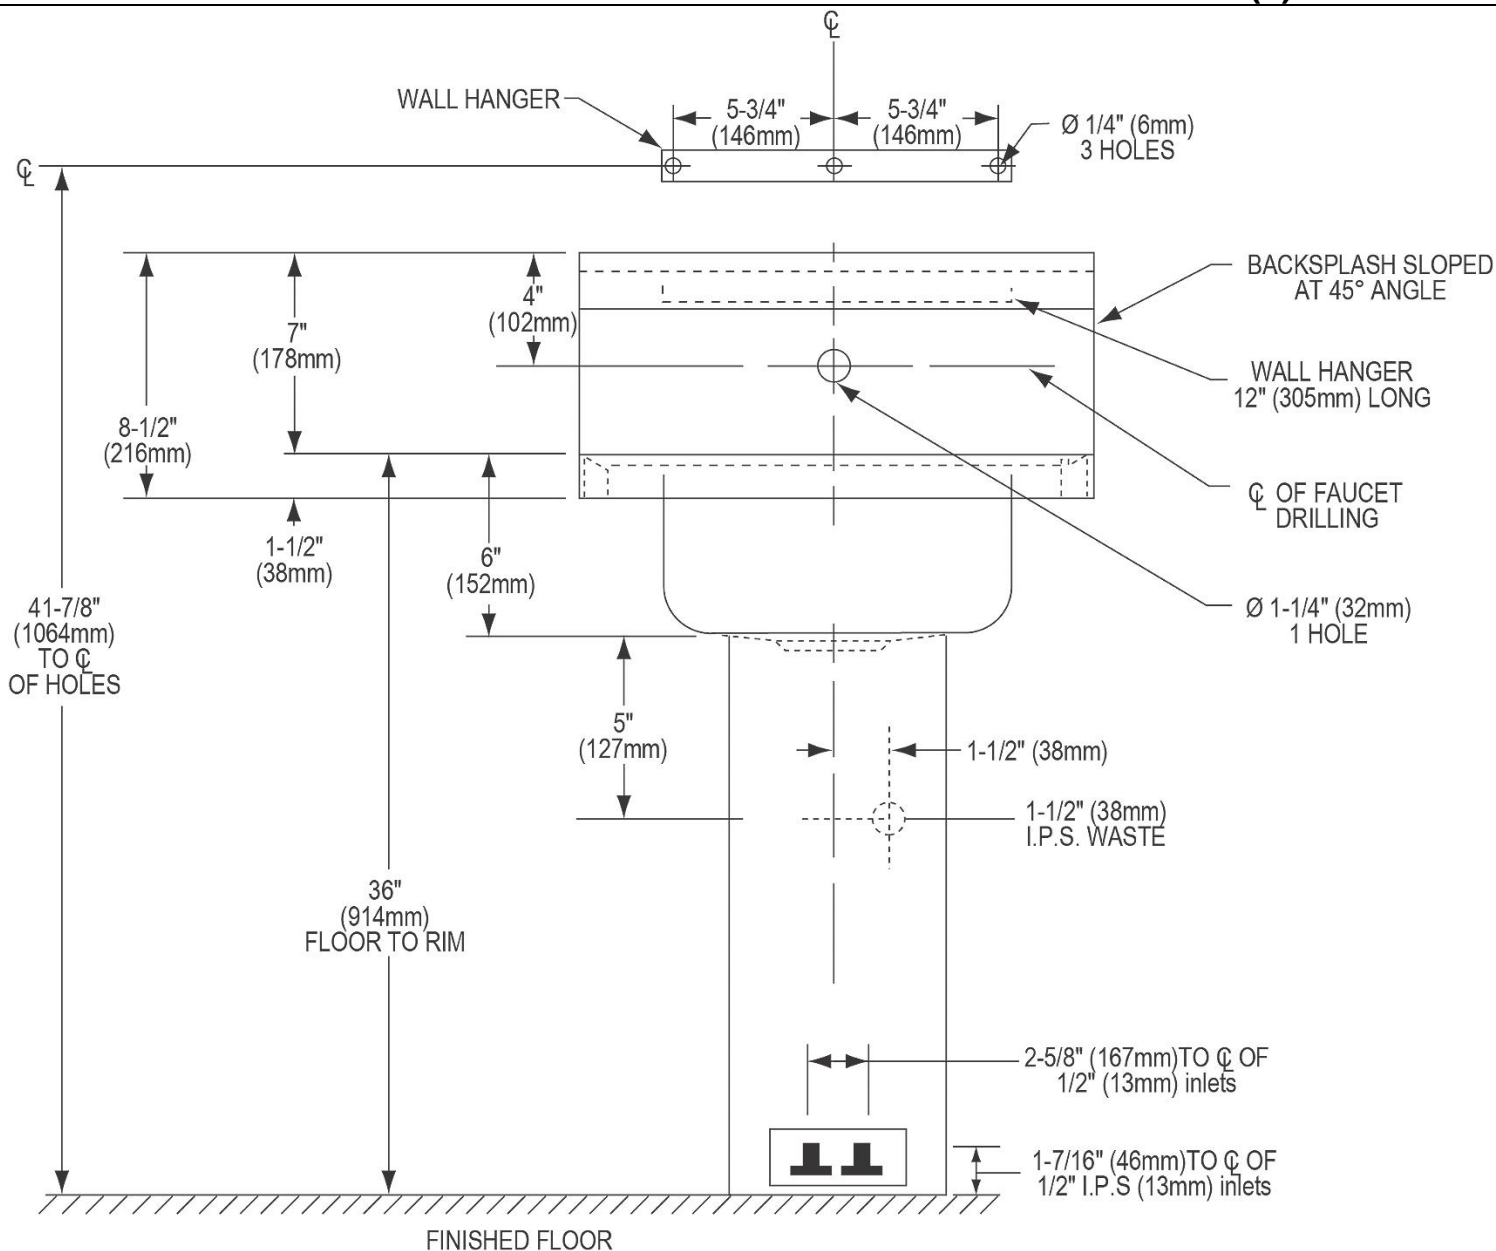 ℄
WALL HANGER
5-3/4"
(146mm)
5-3/4"
(146mm)
Ø 1/4" (6mm)
3 HOLES
℄
BACKSPLASH SLOPED
AT 45° ANGLE
4"
(102mm)
7"
(178mm)
WALL HANGER
12" (305mm) LONG
8-1/2"
(216mm)
℄ OF FAUCET
DRILLING
1-1/2"
(38mm)
6"
(152mm)
41-7/8"
(1064mm)
TO ℄
OF HOLES
Ø 1-1/4" (32mm)
1 HOLE
5"
(127mm)
1-1/2" (38mm)
1-1/2" (38mm)
I.P.S. WASTE
36"
(914mm)
FLOOR TO RIM
2-5/8" (167mm)TO ℄ OF
1/2" (13mm) inlets
1-7/16" (46mm)TO ℄ OF
1/2" I.P.S (13mm) inlets
FINISHED FLOOR